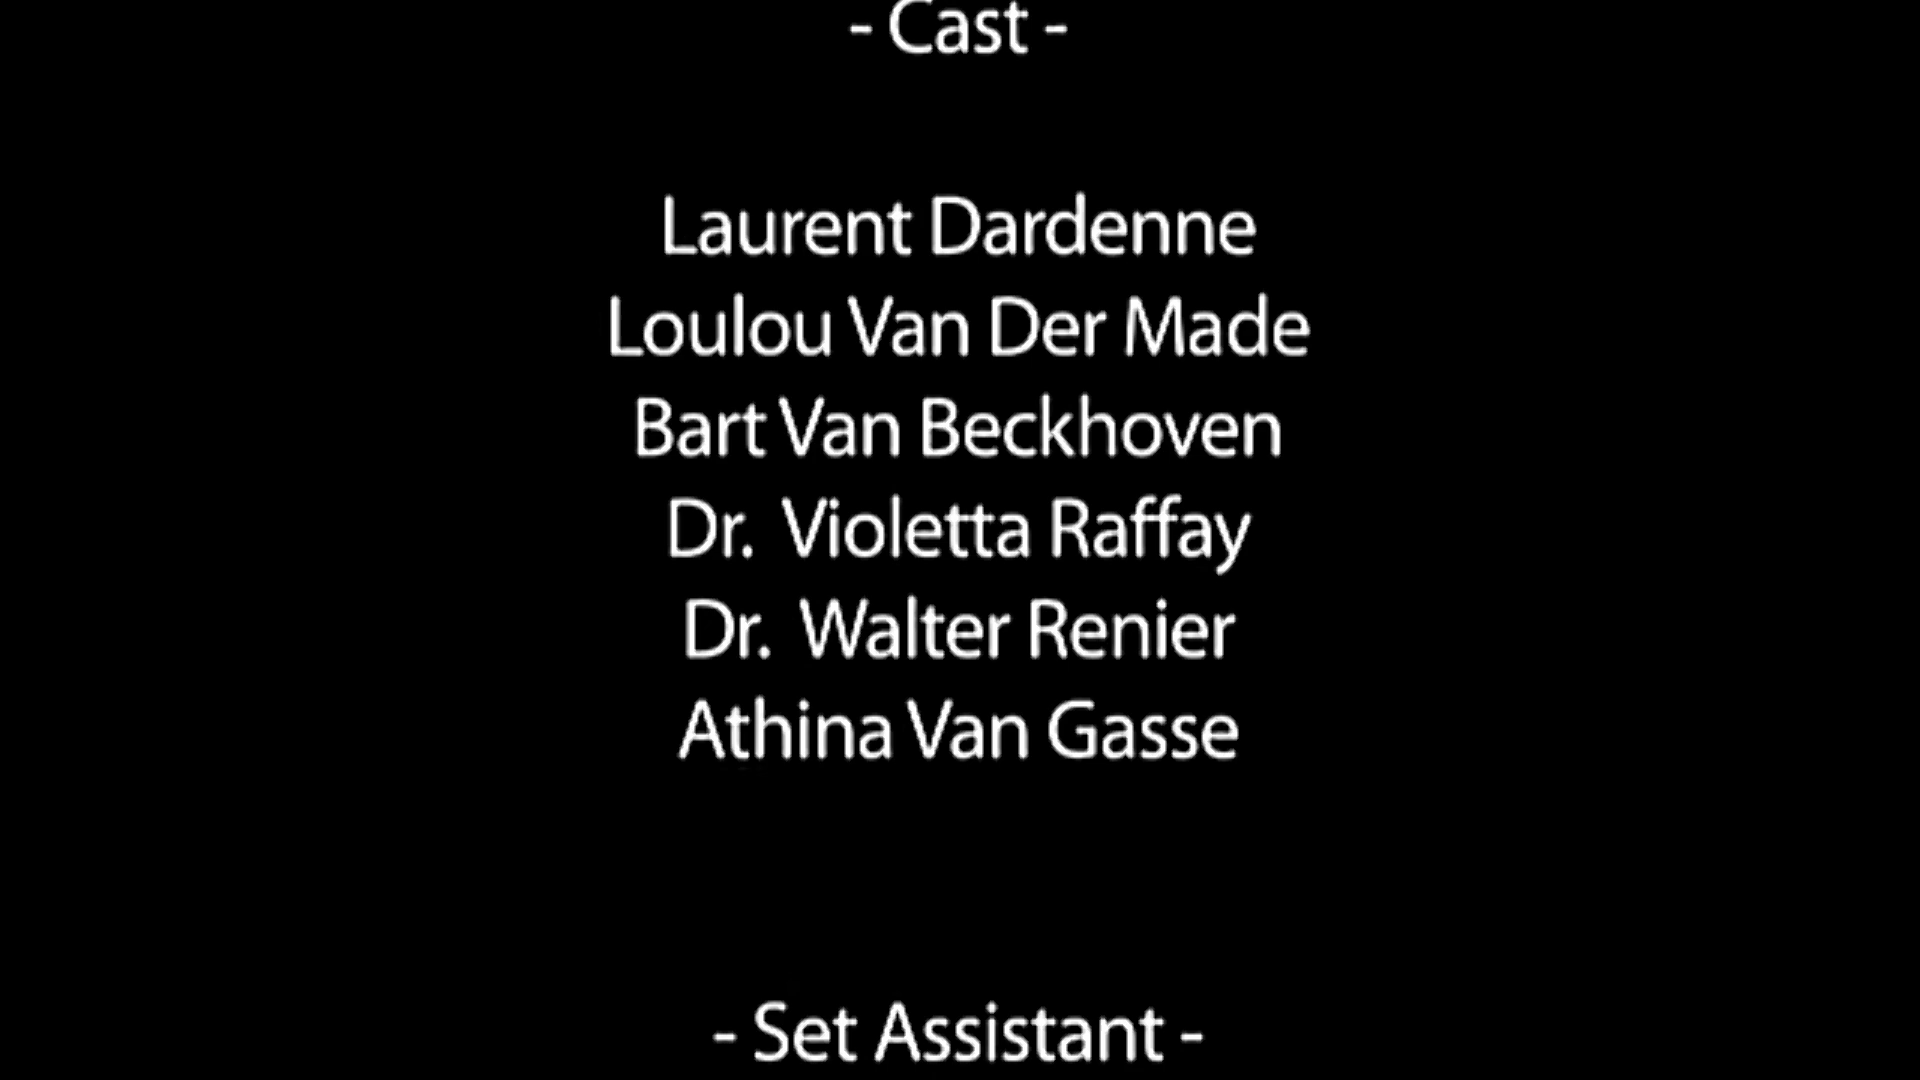 - Cast -
Laurent Dardenne
Loulou Van Der Made
Bart Van Beckhoven
Dr. Violetta Raffay
Dr. Walter Renier
Athina Van Gasse
- Set Assistant -